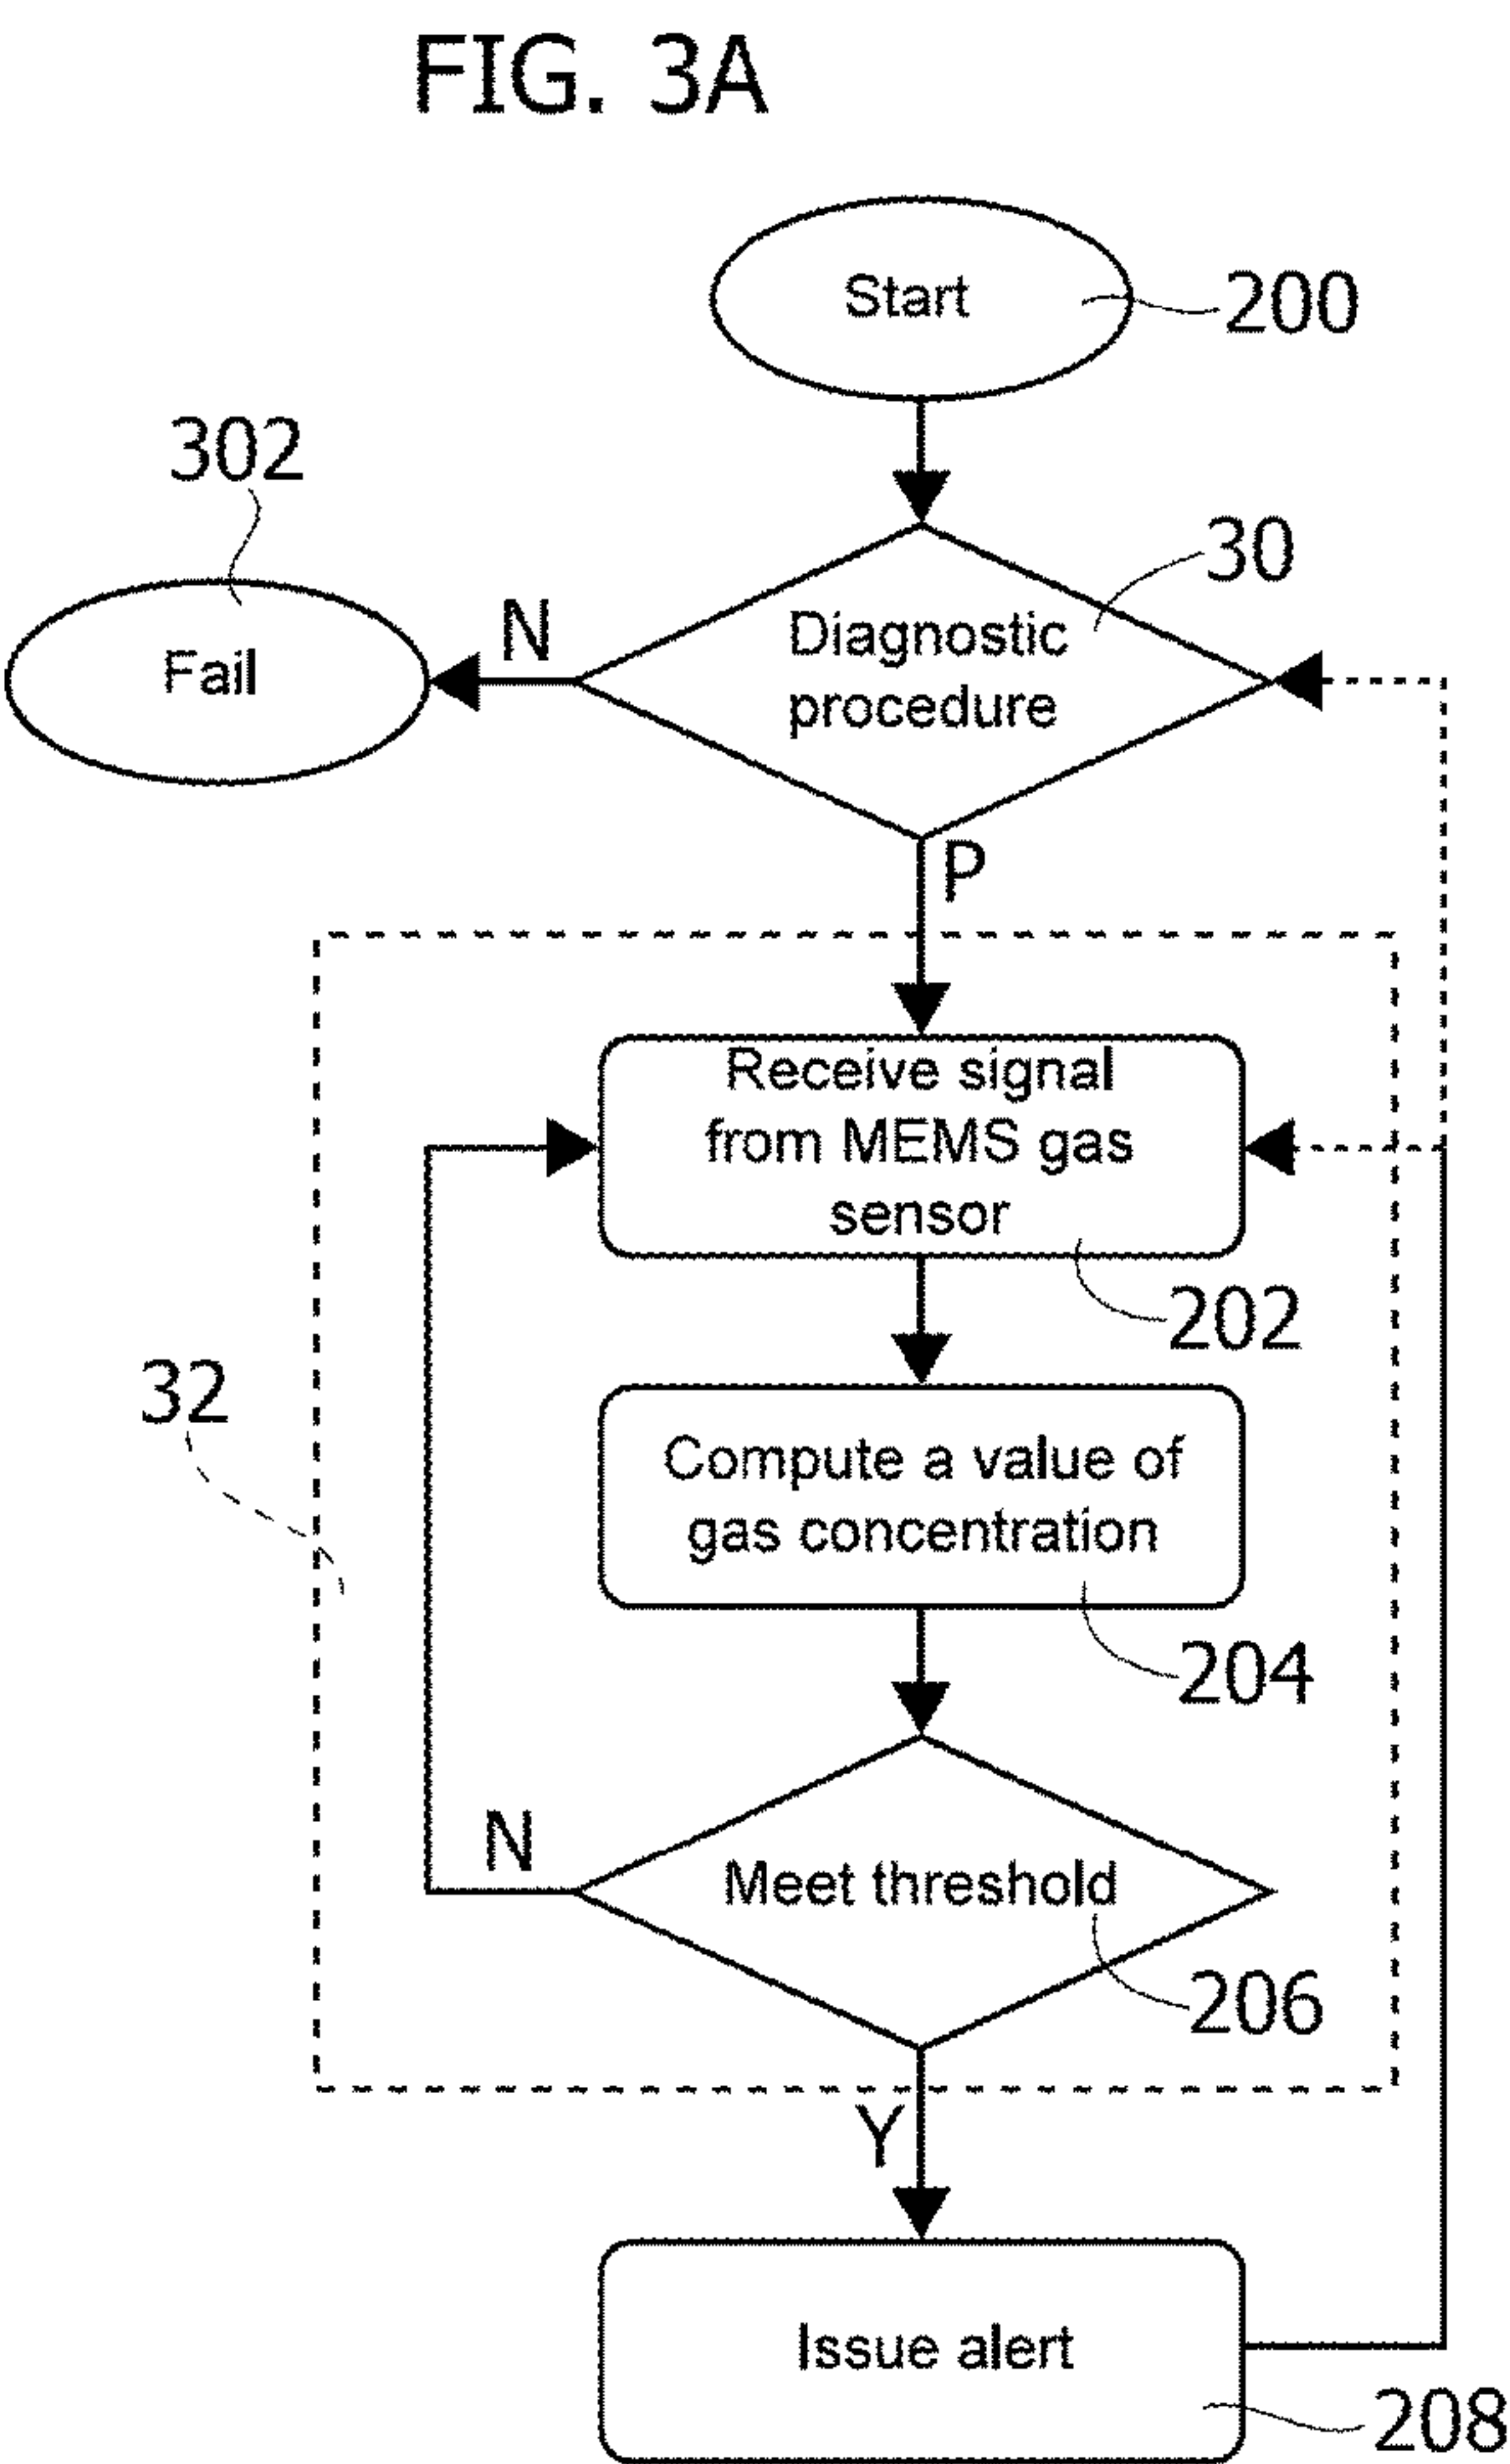 FIG. 3A
Start
200
302
30
N
Fail
Diagnostic
procedure
P
Receive signal
from MEMS gas
sensor
202
32
Compute a value of
gas concentration
204
N
Meet threshold
206
Y
Issue alert
208